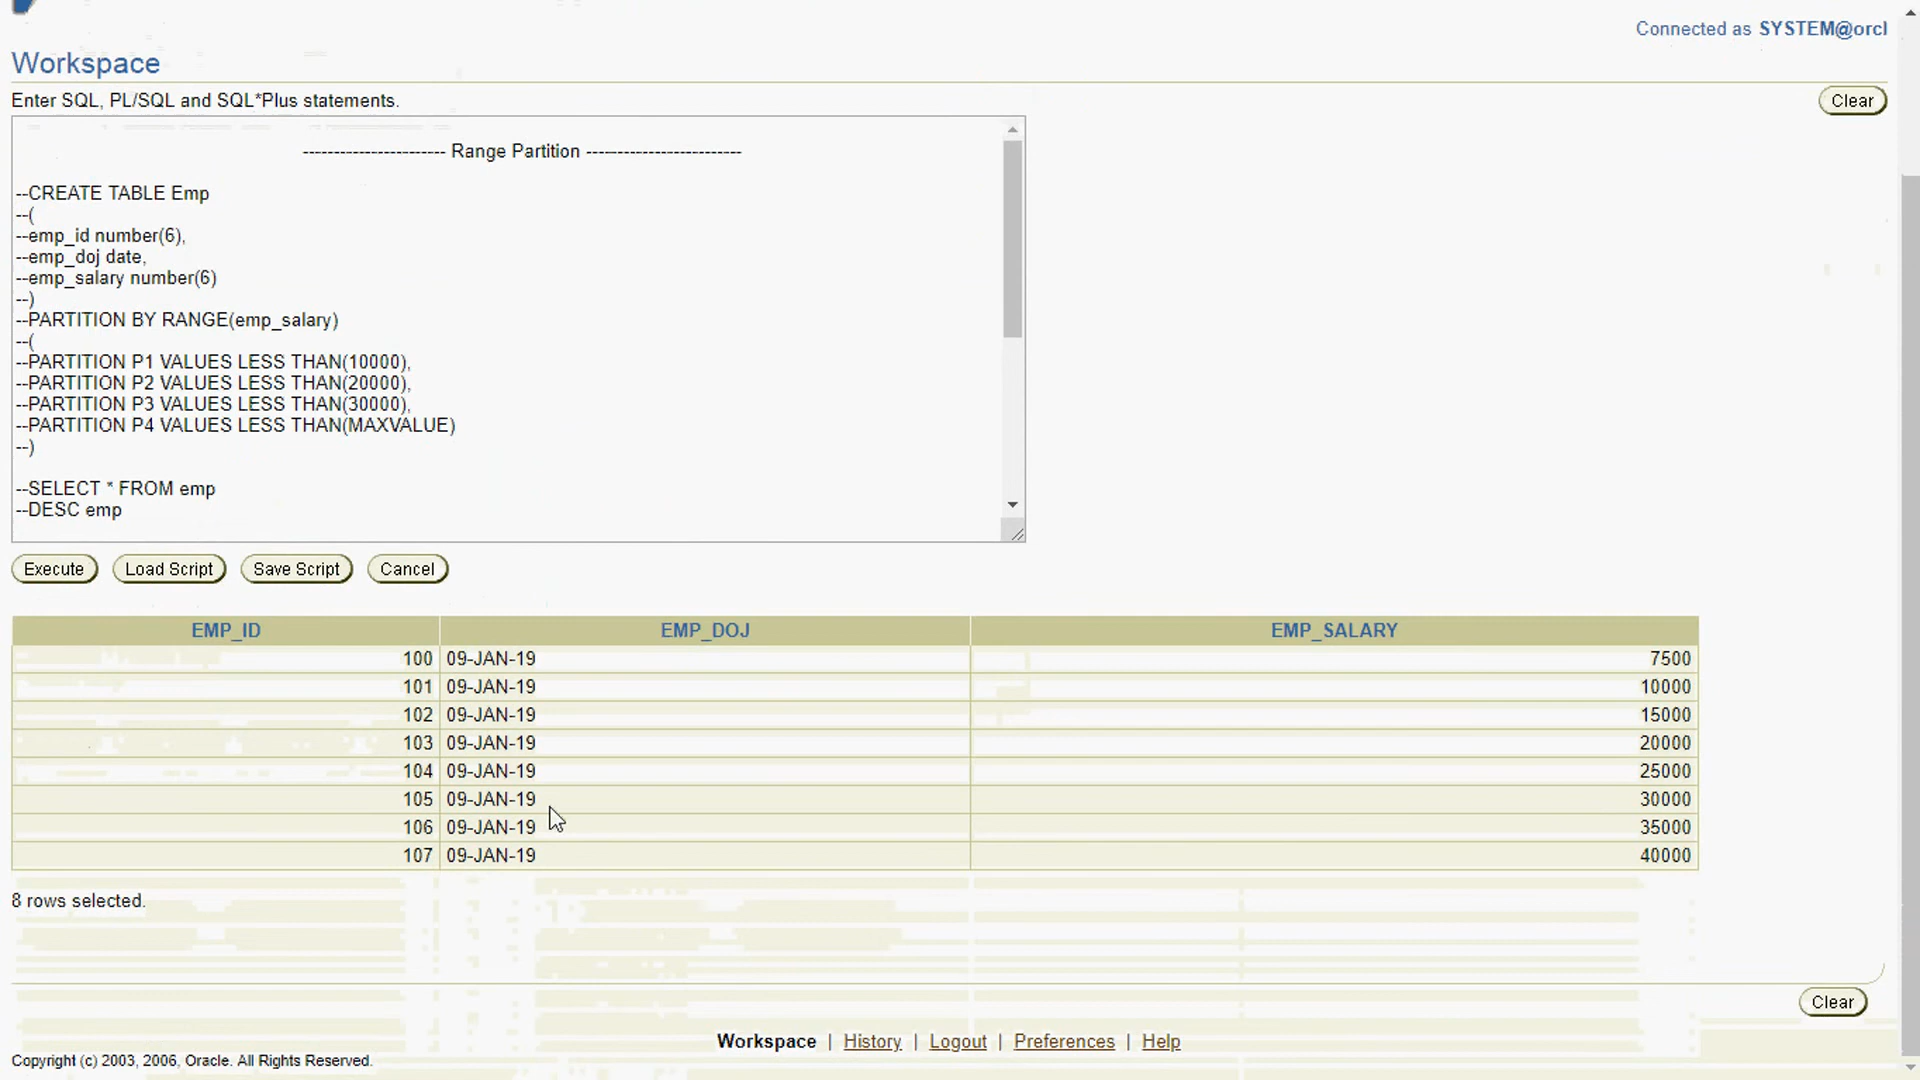 Connected as SYSTEM@orcl
Workspace
Enter SQL, PL/SQL and SQL*Plus statements.
Clear
----------------------- Range Partition -------------------------
--CREATE TABLE Emp
--(
--emp_id number(6),
--emp_doj date,
--emp_salary number(6)
--)
--PARTITION BY RANGE(emp_salary)
--(
--PARTITION P1 VALUES LESS THAN(10000),
--PARTITION P2 VALUES LESS THAN(20000),
--PARTITION P3 VALUES LESS THAN(30000),
--PARTITION P4 VALUES LESS THAN(MAXVALUE)
--)
--SELECT * FROM emp
--DESC emp
Execute Load Script Save Script Cancel
EMP_ID EMP_DOJ EMP_SALARY
100 09-JAN-19 7500
101 09-JAN-19 10000
102 09-JAN-19 15000
103 09-JAN-19 20000
104 09-JAN-19 25000
105 09-JAN-19 30000
106 09-JAN-19 35000
107 09-JAN-19 40000
8 rows selected.
Clear
Workspace | History | Logout | Preferences | Help
Copyright (c) 2003, 2006, Oracle. All Rights Reserved.